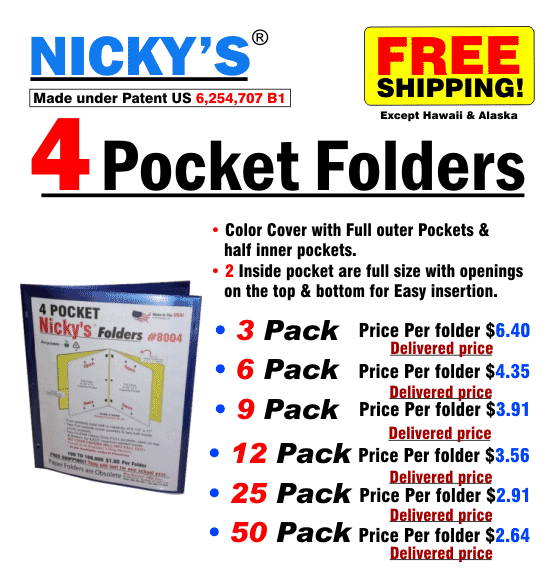 NICKY'S®
Made under Patent US 6,254,707 B1
FREE
SHIPPING!
Except Hawaii & Alaska
4 Pocket Folders
• Color Cover with Full outer Pockets &
half inner pockets.
• 2 Inside pocket are full size with openings
on the top & bottom for Easy insertion.
• 3 Pack Price Per folder $6.40
Delivered price
• 6 Pack Price Per folder $4.35
Delivered price
• 9 Pack Price Per folder $3.91
Delivered price
• 12 Pack Price Per folder $3.56
Delivered price
• 25 Pack Price Per folder $2.91
Delivered price
• 50 Pack Price Per folder $2.64
Delivered price
4 POCKET
Made In The USA!
Nicky's Folders #8004
Recyclable
FREE SHIPPING!
Paper Folders are Obsolete